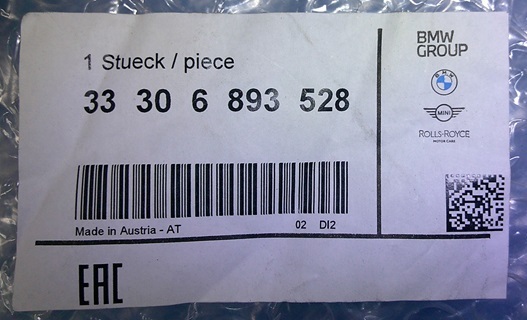 1 Stueck / piece
33 30 6 893 528
Made in Austria - AT
02 DI2
EAC
BMW
GROUP
BMW
MINI
ROLLS-ROYCE
MOTOR CARS